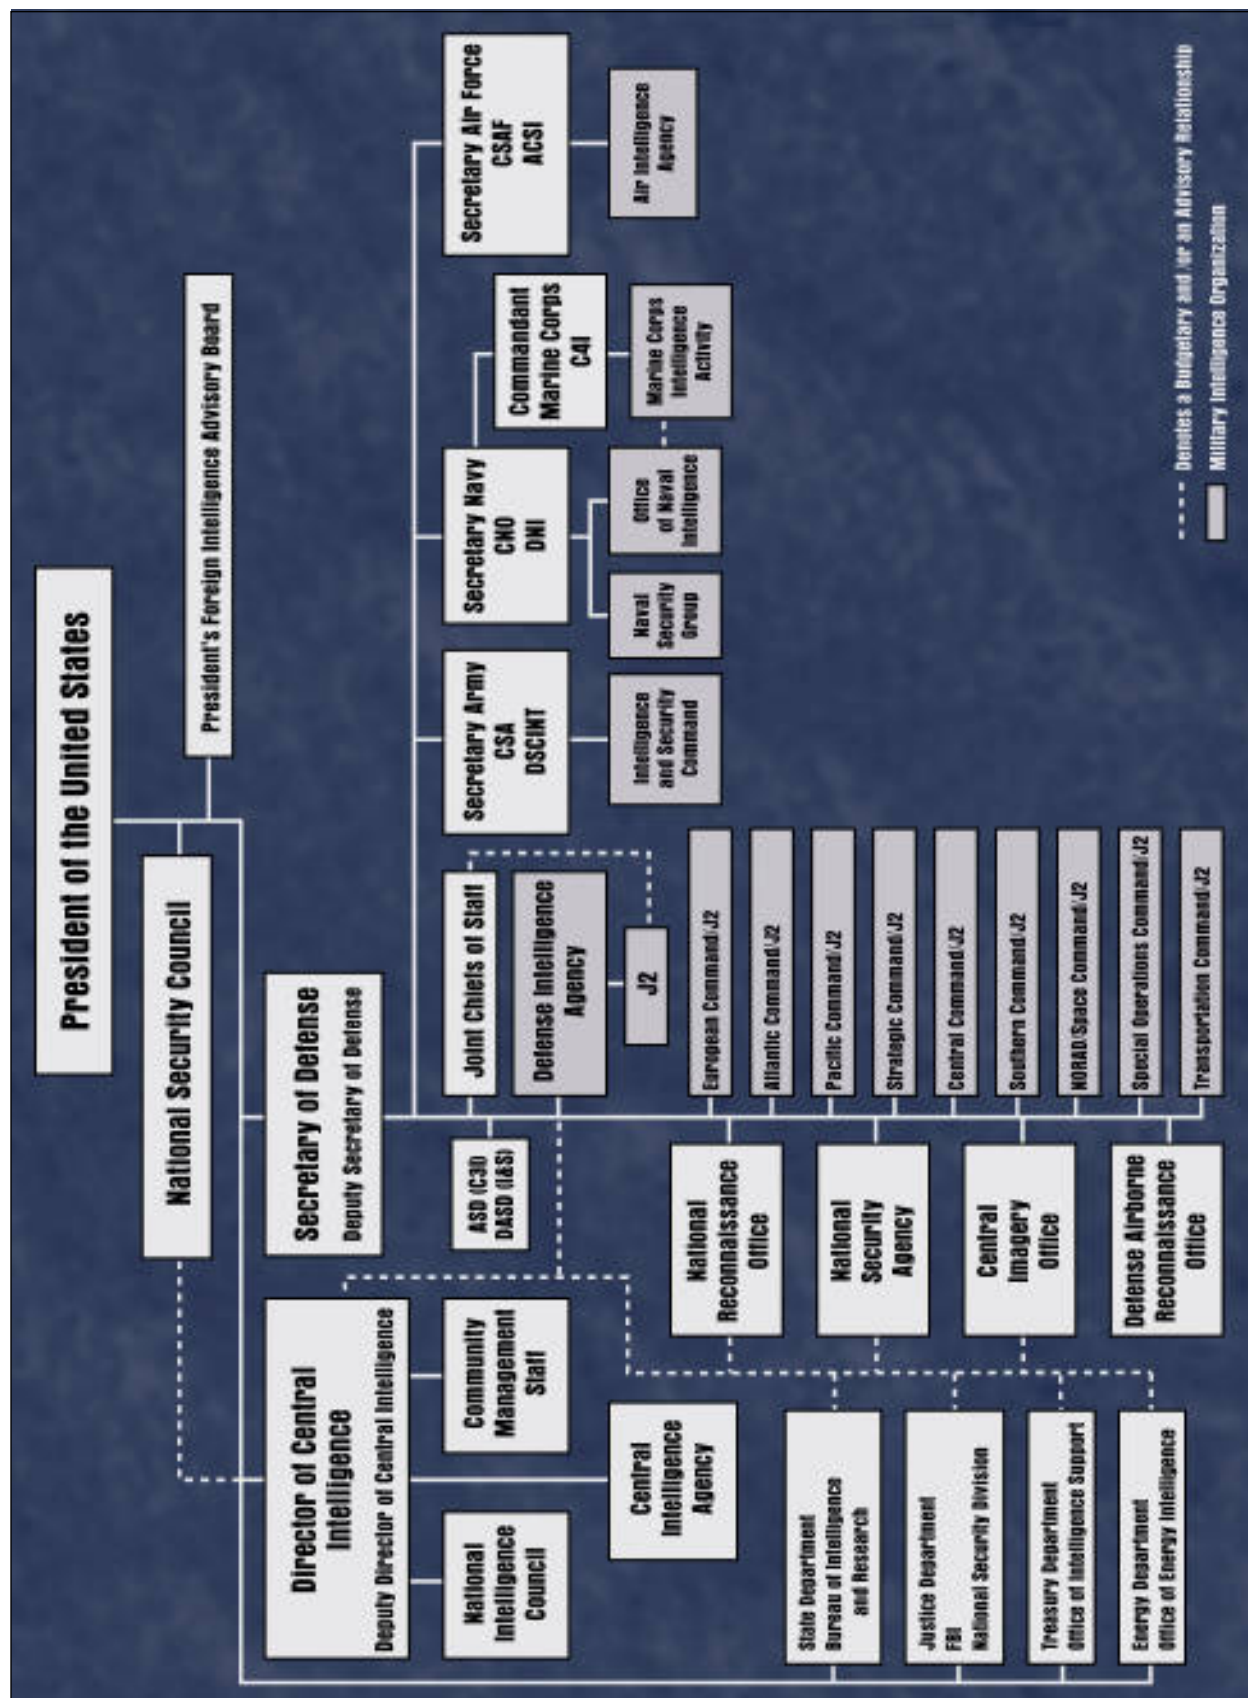 President of the United States
National Security Council
President's Foreign Intelligence Advisory Board
Director of Central
Intelligence
Deputy Director of Central Intelligence
Secretary of Defense
Deputy Secretary of Defense
National
Intelligence
Council
Community
Management
Staff
Central
Intelligence
Agency
ASD (C3I)
DASD (I&S)
Joint Chiefs of Staff
Defense Intelligence
Agency
J2
Secretary Army
CSA
DSCINT
Secretary Navy
CNO
DNI
Commandant
Marine Corps
C4I
Secretary Air Force
CSAF
ACSI
Intelligence
and Security
Command
Naval
Security
Group
Office
of Naval
Intelligence
Marine Corps
Intelligence
Activity
Air Intelligence
Agency
National
Reconnaissance
Office
National
Security
Agency
Central
Imagery
Office
Defense Airborne
Reconnaissance
Office
European Command/J2
Atlantic Command/J2
Pacific Command/J2
Strategic Command/J2
Central Command/J2
Southern Command/J2
NORAD/Space Command/J2
Special Operations Command/J2
Transportation Command/J2
State Department
Bureau of Intelligence
and Research
Justice Department
FBI
National Security Division
Treasury Department
Office of Intelligence Support
Energy Department
Office of Energy Intelligence
Denotes a Budgetary and /or an Advisory Relationship
Military Intelligence Organization